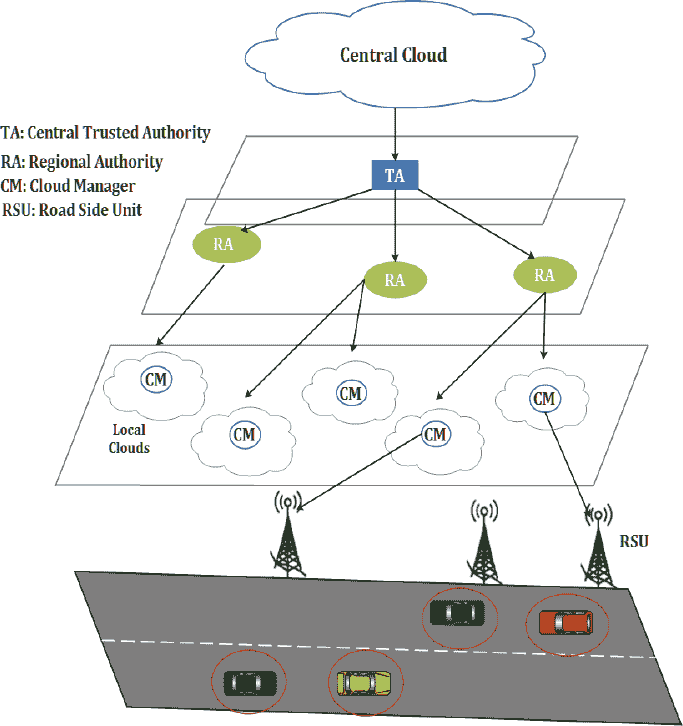 Central Cloud
TA: Central Trusted Authority
RA: Regional Authority
CM: Cloud Manager
RSU: Road Side Unit
TA
RA
RA
RA
CM
CM
CM
CM
CM
Local
Clouds
RSU